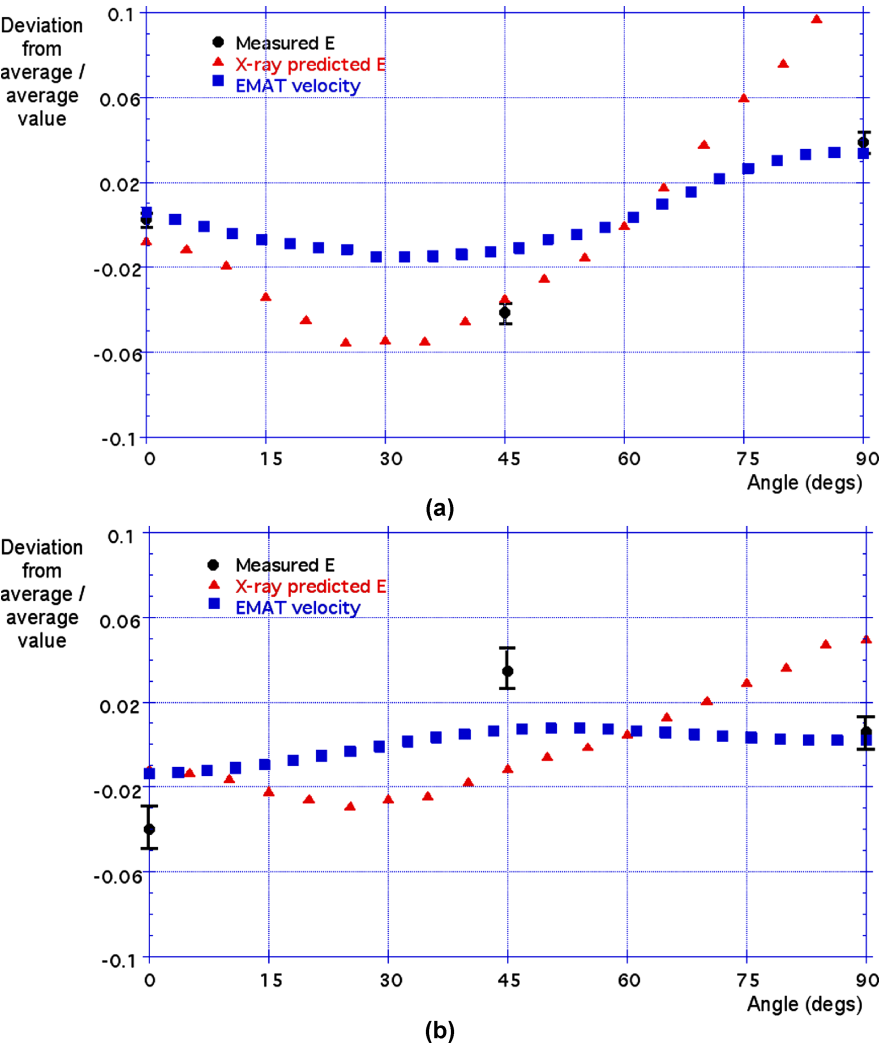 Deviation
from
average /
average
value
0.1
0.06
0.02
-0.02
-0.06
-0.1
Measured E
X-ray predicted E
EMAT velocity
0 15 30 45 60 75 90
Angle (degs)
(a)
Deviation
from
average /
average
value
0.1
0.06
0.02
-0.02
-0.06
-0.1
Measured E
X-ray predicted E
EMAT velocity
0 15 30 45 60 75 90
Angle (degs)
(b)